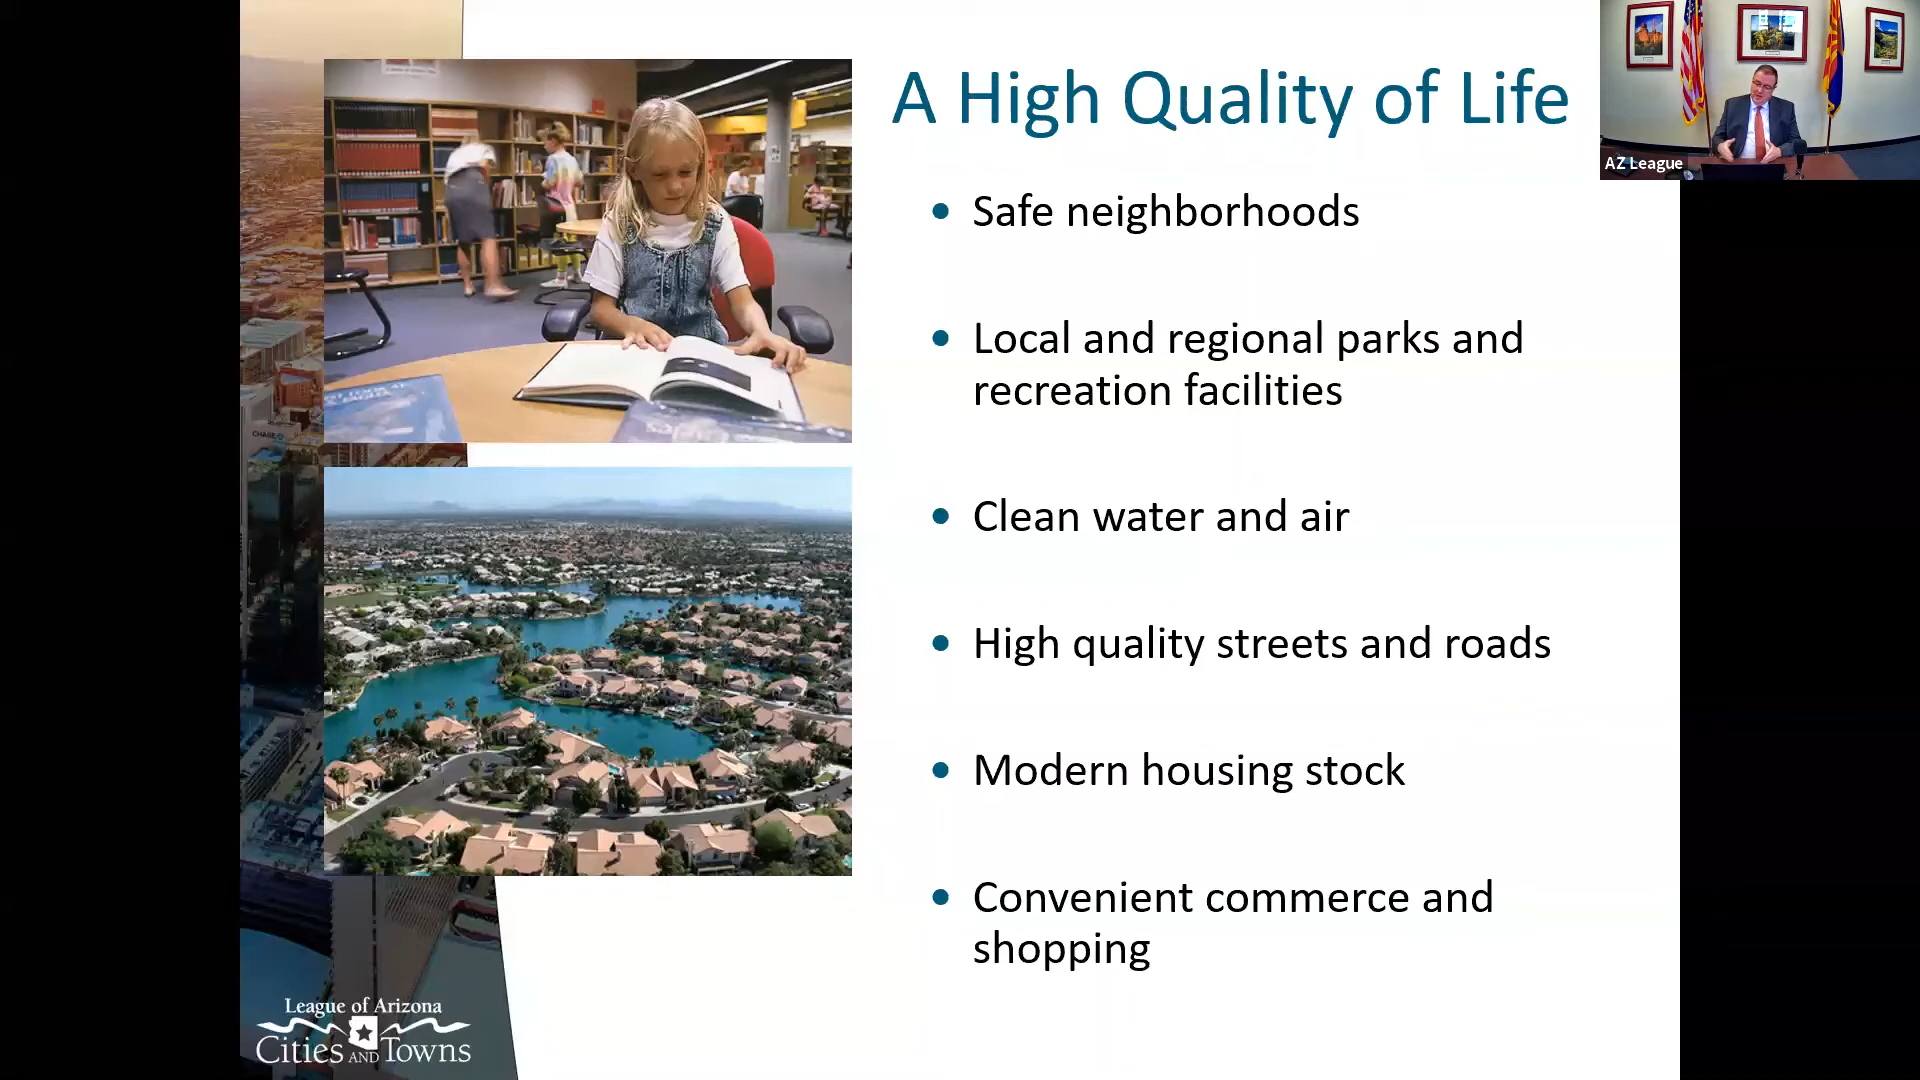 A High Quality of Life
AZ League
• Safe neighborhoods
• Local and regional parks and
recreation facilities
• Clean water and air
• High quality streets and roads
• Modern housing stock
• Convenient commerce and
shopping
CHASE
League of Arizona
Cities AND Towns